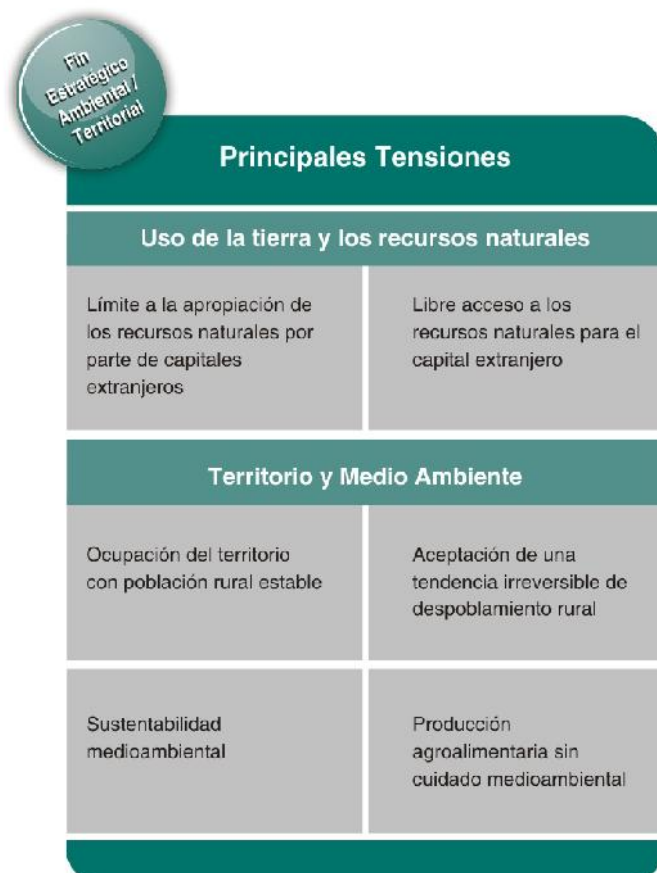 Fin
Estratégico
Ambiental /
Territorial
Principales Tensiones
Uso de la tierra y los recursos naturales
Límite a la apropiación de
los recursos naturales por
parte de capitales
extranjeros
Libre acceso a los
recursos naturales para el
capital extranjero
Territorio y Medio Ambiente
Ocupación del territorio
con población rural estable
Aceptación de una
tendencia irreversible de
despoblamiento rural
Sustentabilidad
medioambiental
Producción
agroalimentaria sin
cuidado medioambiental